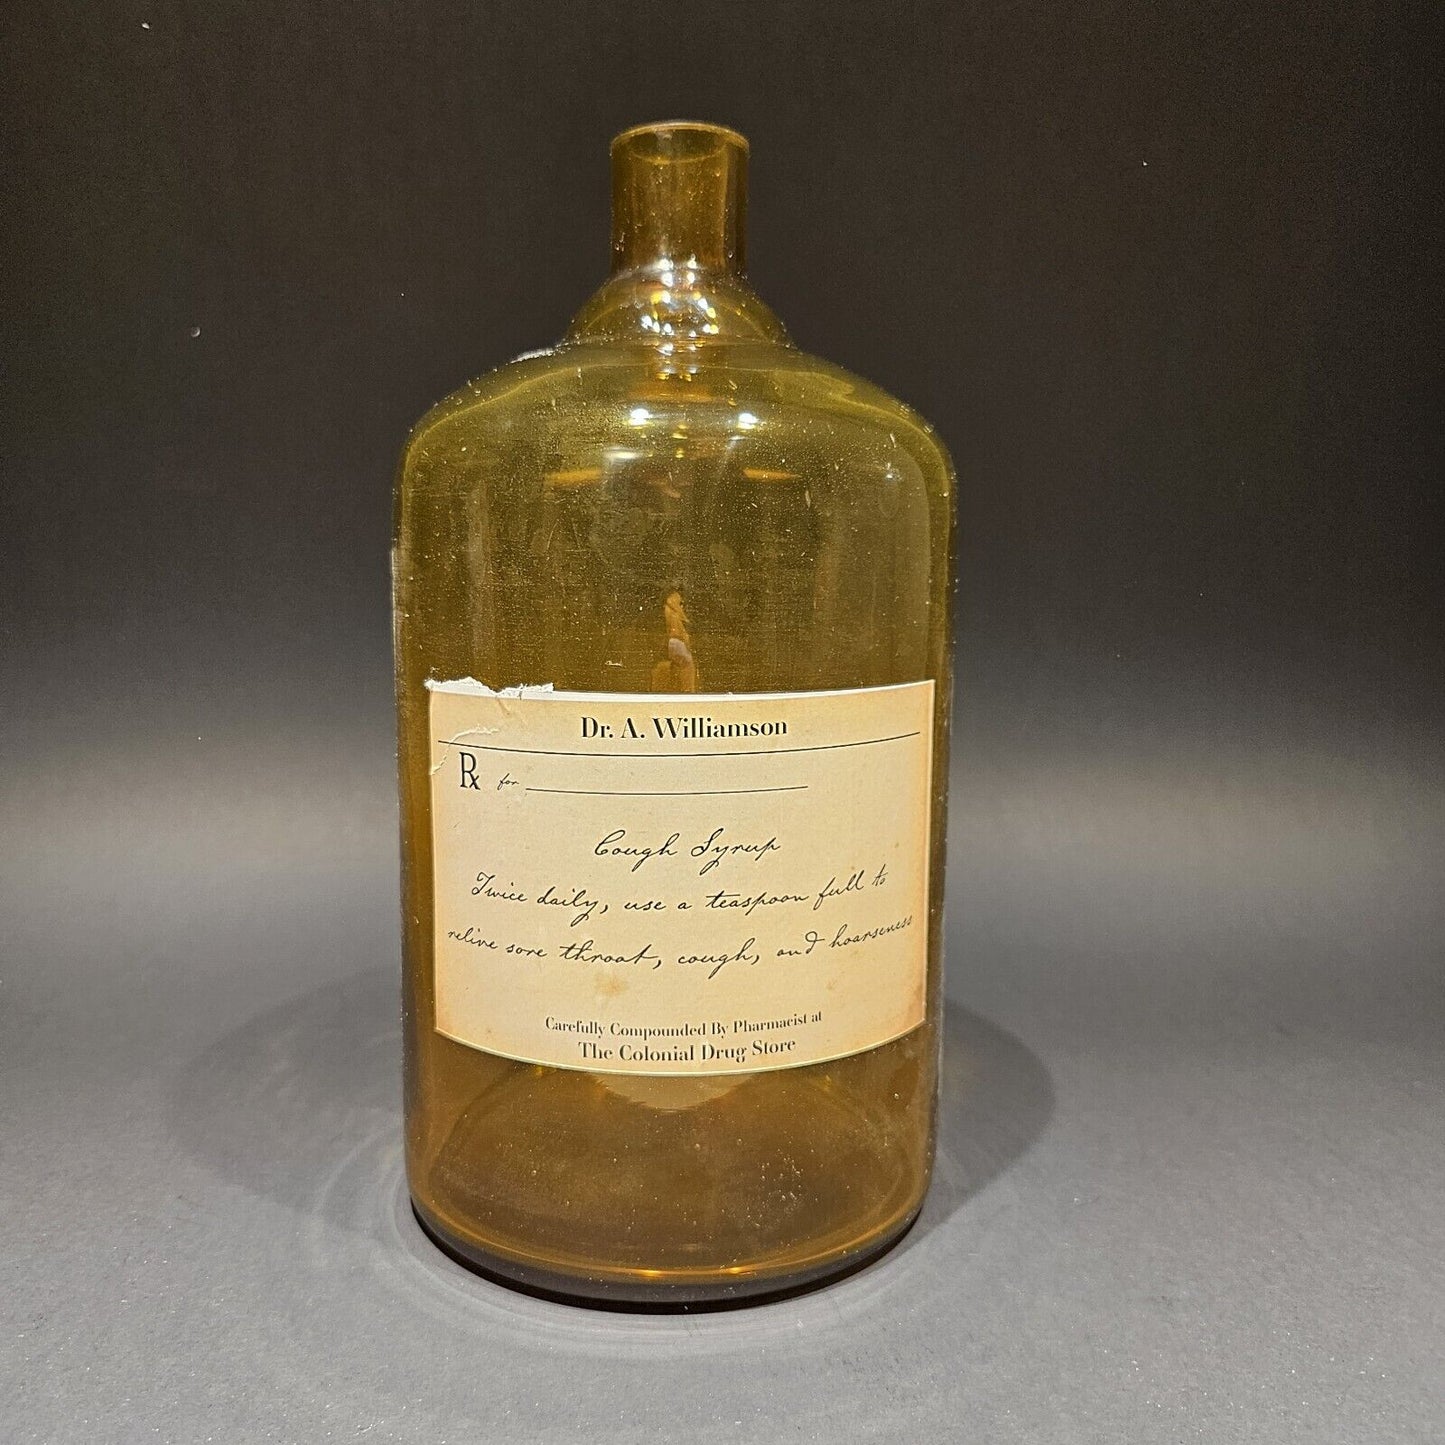 Dr. A. Williamson
Rx for
Cough Syrup
Twice daily, use a teaspoon full to
relive sore throat, cough, and hoarseness
Carefully Compounded By Pharmacist at
The Colonial Drug Store